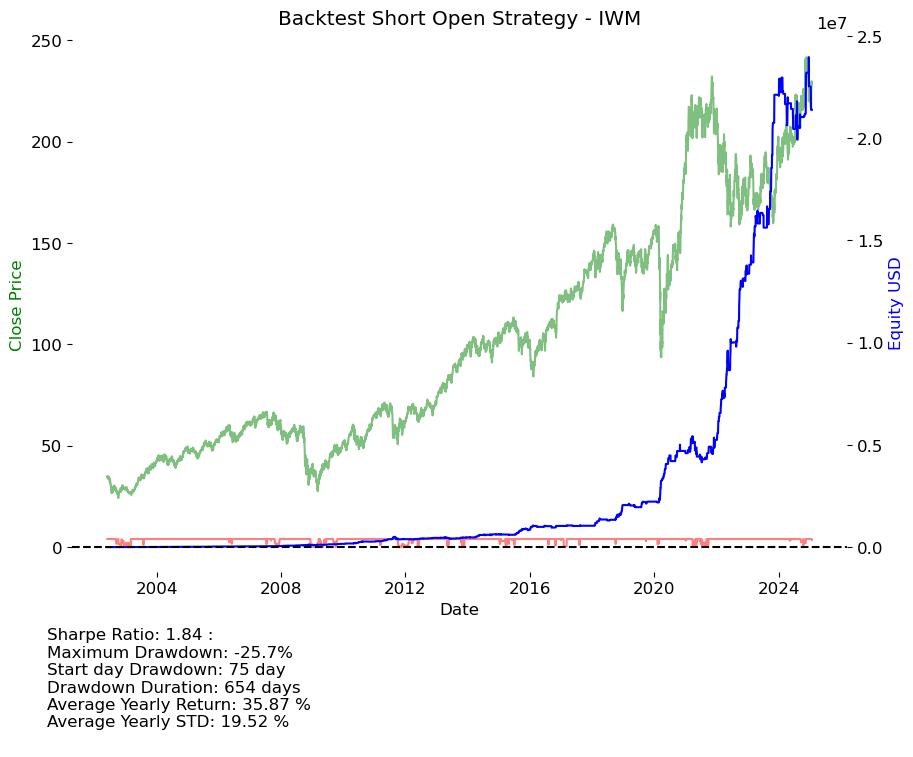 Backtest Short Open Strategy - IWM
1e7
250
200
150
100
50
0
Close Price
2.5
2.0
1.5
1.0
0.5
0.0
Equity USD
2004 2008 2012 2016 2020 2024
Date
Sharpe Ratio: 1.84 :
Maximum Drawdown: -25.7%
Start day Drawdown: 75 day
Drawdown Duration: 654 days
Average Yearly Return: 35.87 %
Average Yearly STD: 19.52 %